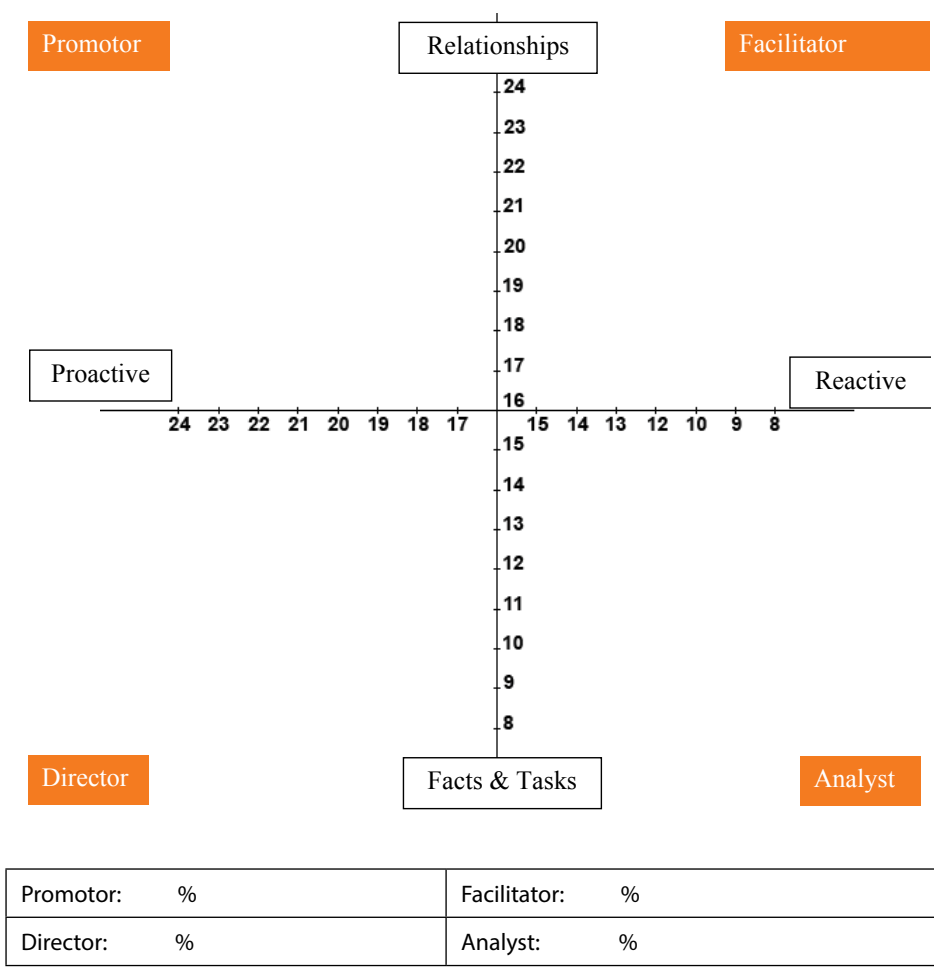 Promotor
Relationships
Facilitator
24
23
22
21
20
19
18
17
Proactive
Reactive
16
24 23 22 21 20 19 18 17 15 14 13 12 10 9 8
15
14
13
12
11
10
9
8
Director
Facts & Tasks
Analyst
Promotor: %
Facilitator: %
Director: %
Analyst: %